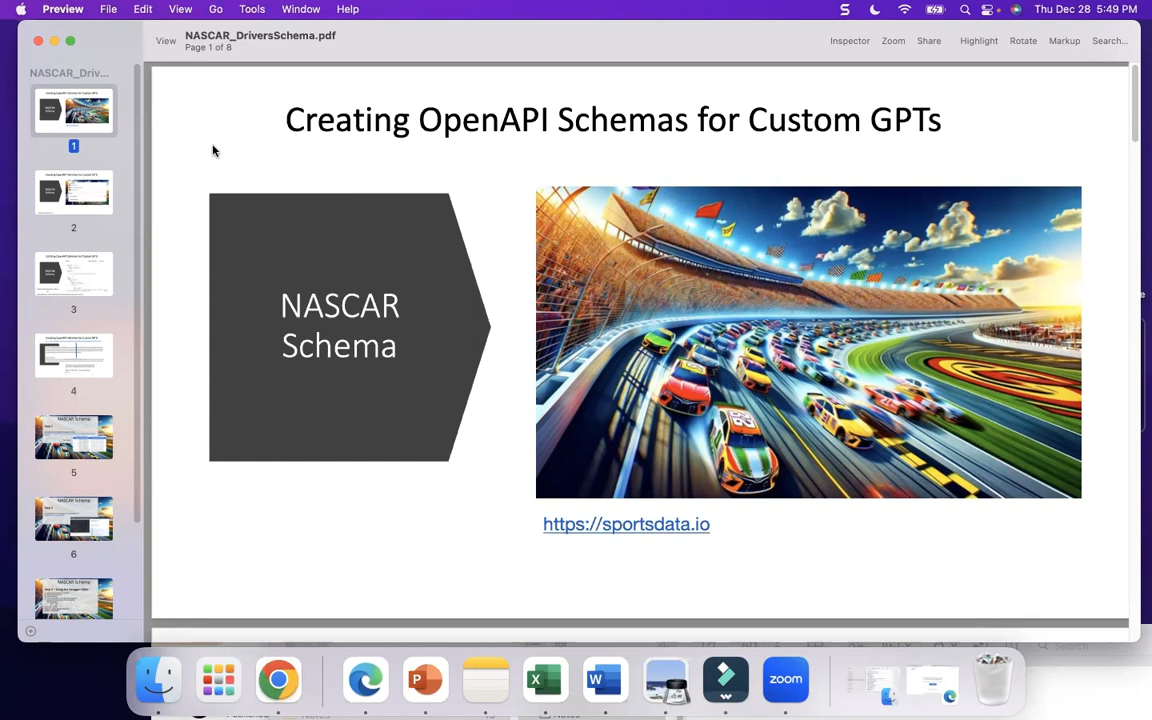 Preview File Edit View Go Tools Window Help Thu Dec 28 5:49 PM
View NASCAR_DriversSchema.pdf Inspector Zoom Share Highlight Rotate Markup Search...
Page 1 of 8
NASCAR_Driv...
1
2
3
4
5
6
Creating OpenAPI Schemas for Custom GPTs
NASCAR
Schema
https://sportsdata.io
zoom